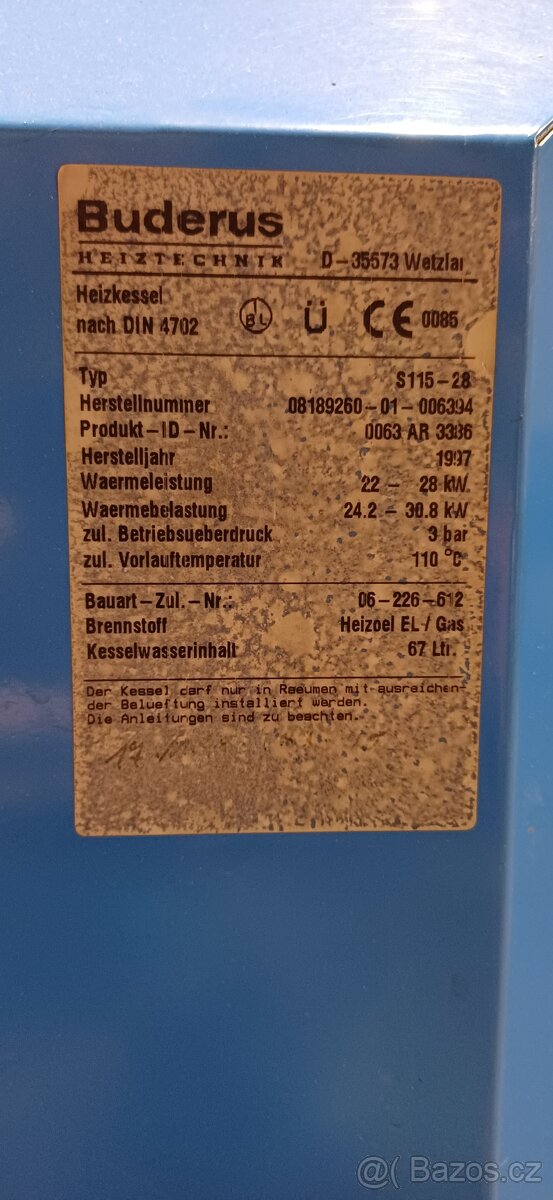 Buderus
HEIZTECHNIK D-35573 Wetzlar
Heizkessel
nach DIN 4702 BL Ü CE 0085
Typ S115-28
Herstellnummer 08189260-01-006394
Produkt-ID-Nr.: 0063 AR 3386
Herstelljahr 1997
Waermeleistung 22 - 28 kW
Waermebelastung 24.2 - 30.8 kW
zul. Betriebsueberdruck 3 bar
zul. Vorlauftemperatur 110 °C
Bauart-Zul.-Nr.: 06-226-612
Brennstoff Heizoel EL / Gas
Kesselwasserinhalt 67 Ltr.
Der Kessel darf nur in Raeumen mit ausreichen-
der Belueftung installiert werden.
Die Anleitungen sind zu beachten.
@ Bazos.cz